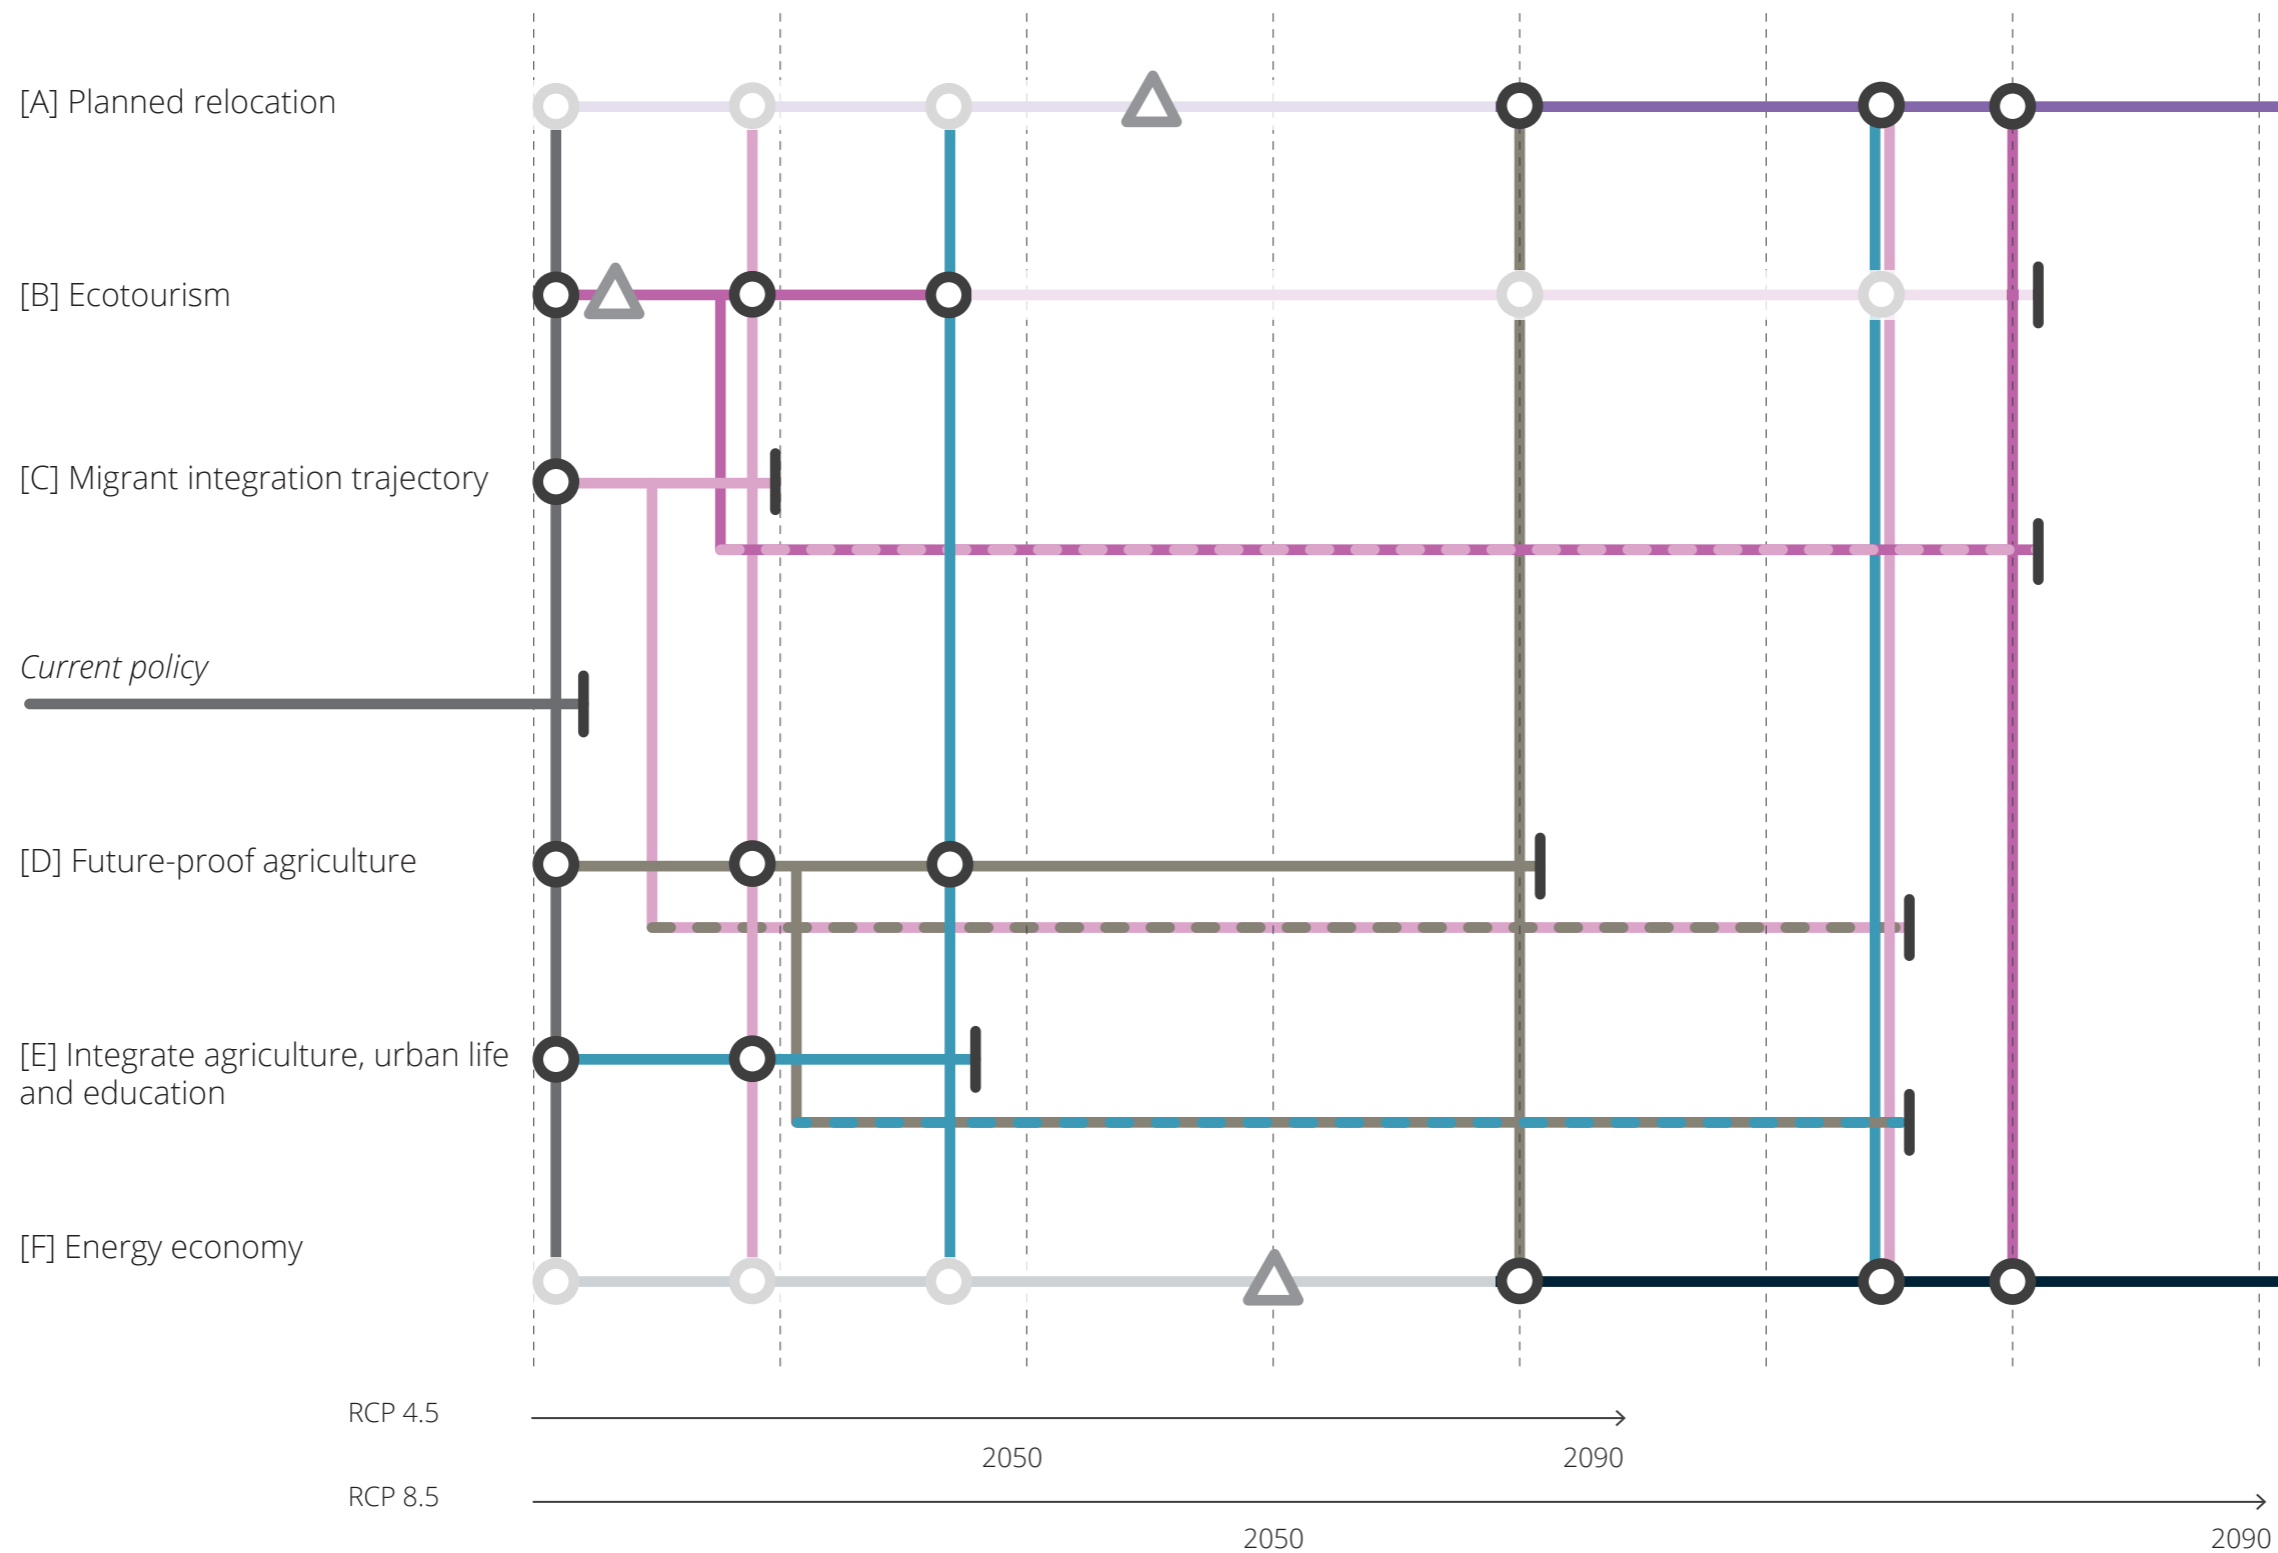 [A] Planned relocation
[B] Ecotourism
[C] Migrant integration trajectory
Current policy
[D] Future-proof agriculture
[E] Integrate agriculture, urban life
and education
[F] Energy economy
RCP 4.5
2050 2090
RCP 8.5
2050 2090